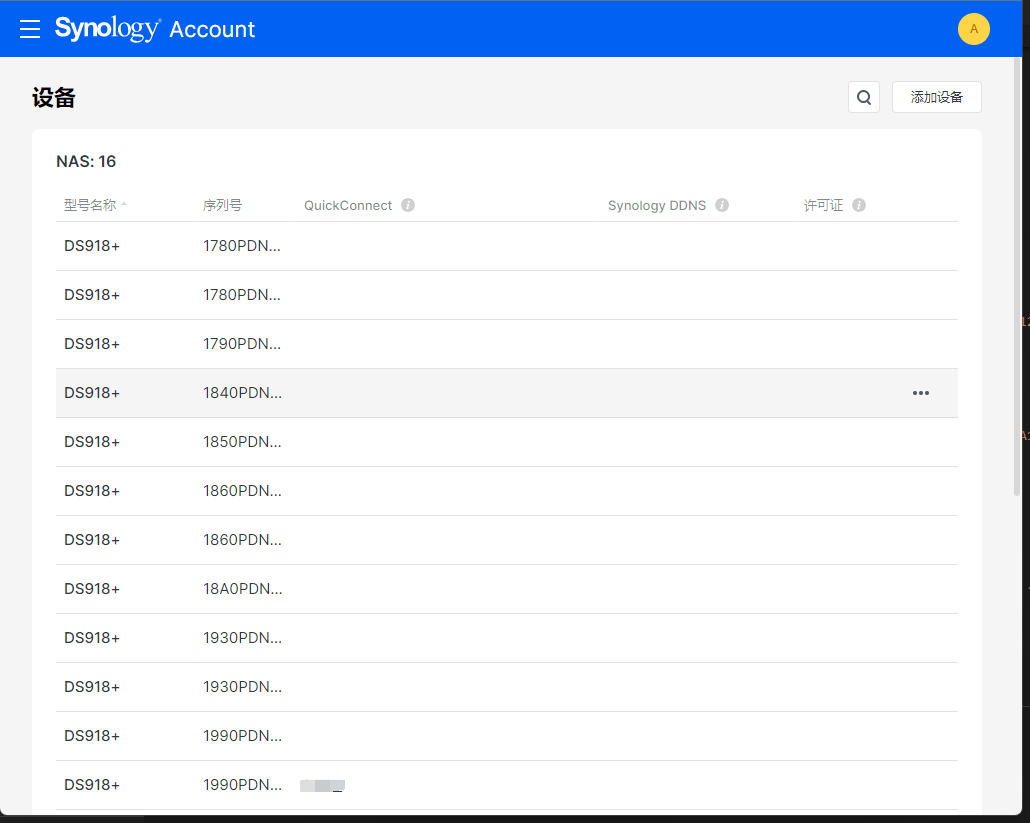 Synology Account
A
设备
添加设备
NAS: 16
型号名称 序列号 QuickConnect Synology DDNS 许可证
DS918+ 1780PDN...
DS918+ 1780PDN...
DS918+ 1790PDN...
DS918+ 1840PDN... •••
DS918+ 1850PDN...
DS918+ 1860PDN...
DS918+ 1860PDN...
DS918+ 18A0PDN...
DS918+ 1930PDN...
DS918+ 1930PDN...
DS918+ 1990PDN...
DS918+ 1990PDN...